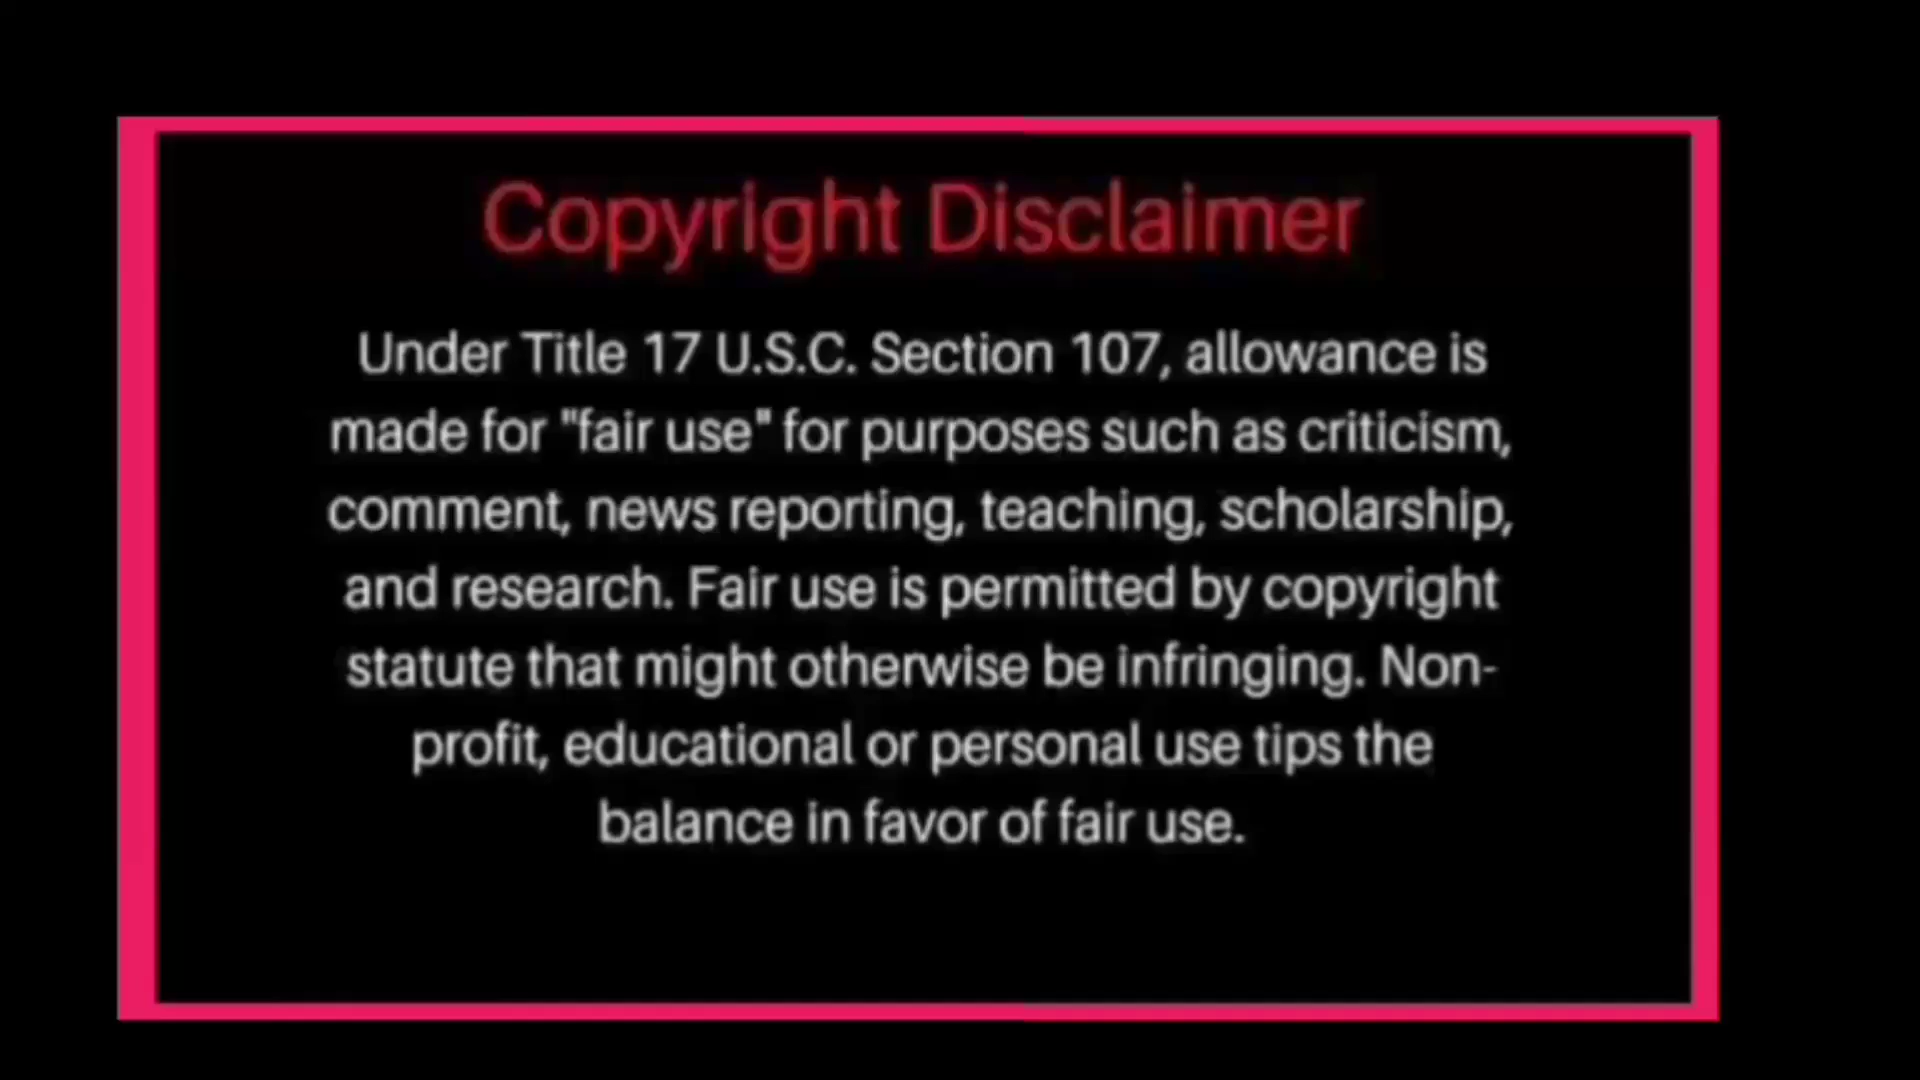 Copyright Disclaimer
Under Title 17 U.S.C. Section 107, allowance is
made for "fair use" for purposes such as criticism,
comment, news reporting, teaching, scholarship,
and research. Fair use is permitted by copyright
statute that might otherwise be infringing. Non-
profit, educational or personal use tips the
balance in favor of fair use.